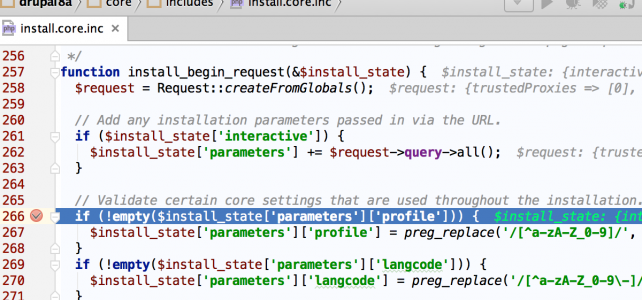 drupal8a core includes install.core.inc
php install.core.inc ×
256 */
257 function install_begin_request(&$install_state) { $install_state: {interactiv
258 $request = Request::createFromGlobals(); $request: {trustedProxies => [0],
259
260 // Add any installation parameters passed in via the URL.
261 if ($install_state['interactive']) {
262 $install_state['parameters'] += $request->query->all(); $request: {truste
263 }
264
265 // Validate certain core settings that are used throughout the installation.
266 if (!empty($install_state['parameters']['profile'])) { $install_state: {int
267 $install_state['parameters']['profile'] = preg_replace('/[^a-zA-Z_0-9]/',
268 }
269 if (!empty($install_state['parameters']['langcode'])) {
270 $install_state['parameters']['langcode'] = preg_replace('/[^a-zA-Z_0-9\-]/
271 }